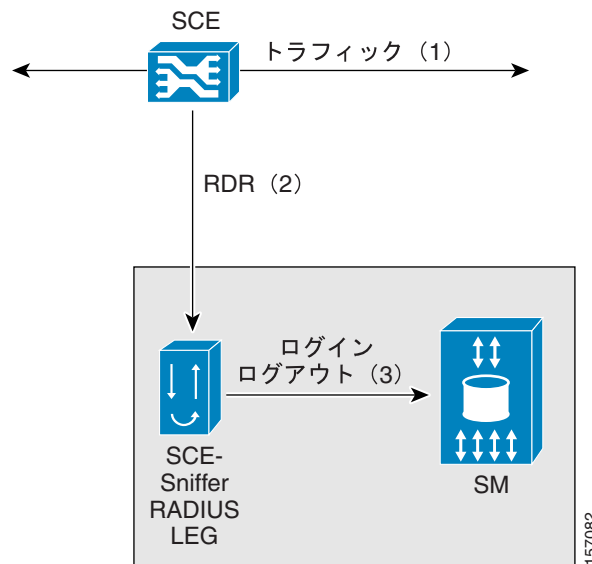 SCE
トラフィック（1）
RDR（2）
ログイン
ログアウト（3）
SCE-
Sniffer
RADIUS
LEG
SM
157082